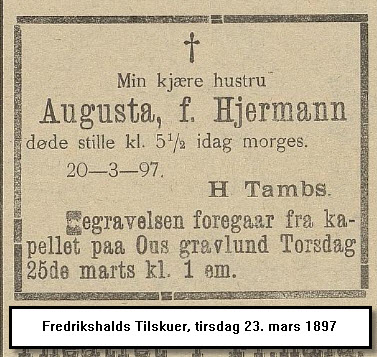 Min kjære hustru
Augusta, f. Hjermann
døde stille kl. 5½ idag morges.
20—3—97.
H Tambs.
Begravelsen foregaar fra ka-
pellet paa Ous gravlund Torsdag
25de marts kl. 1 em.
Fredrikshalds Tilskuer, tirsdag 23. mars 1897